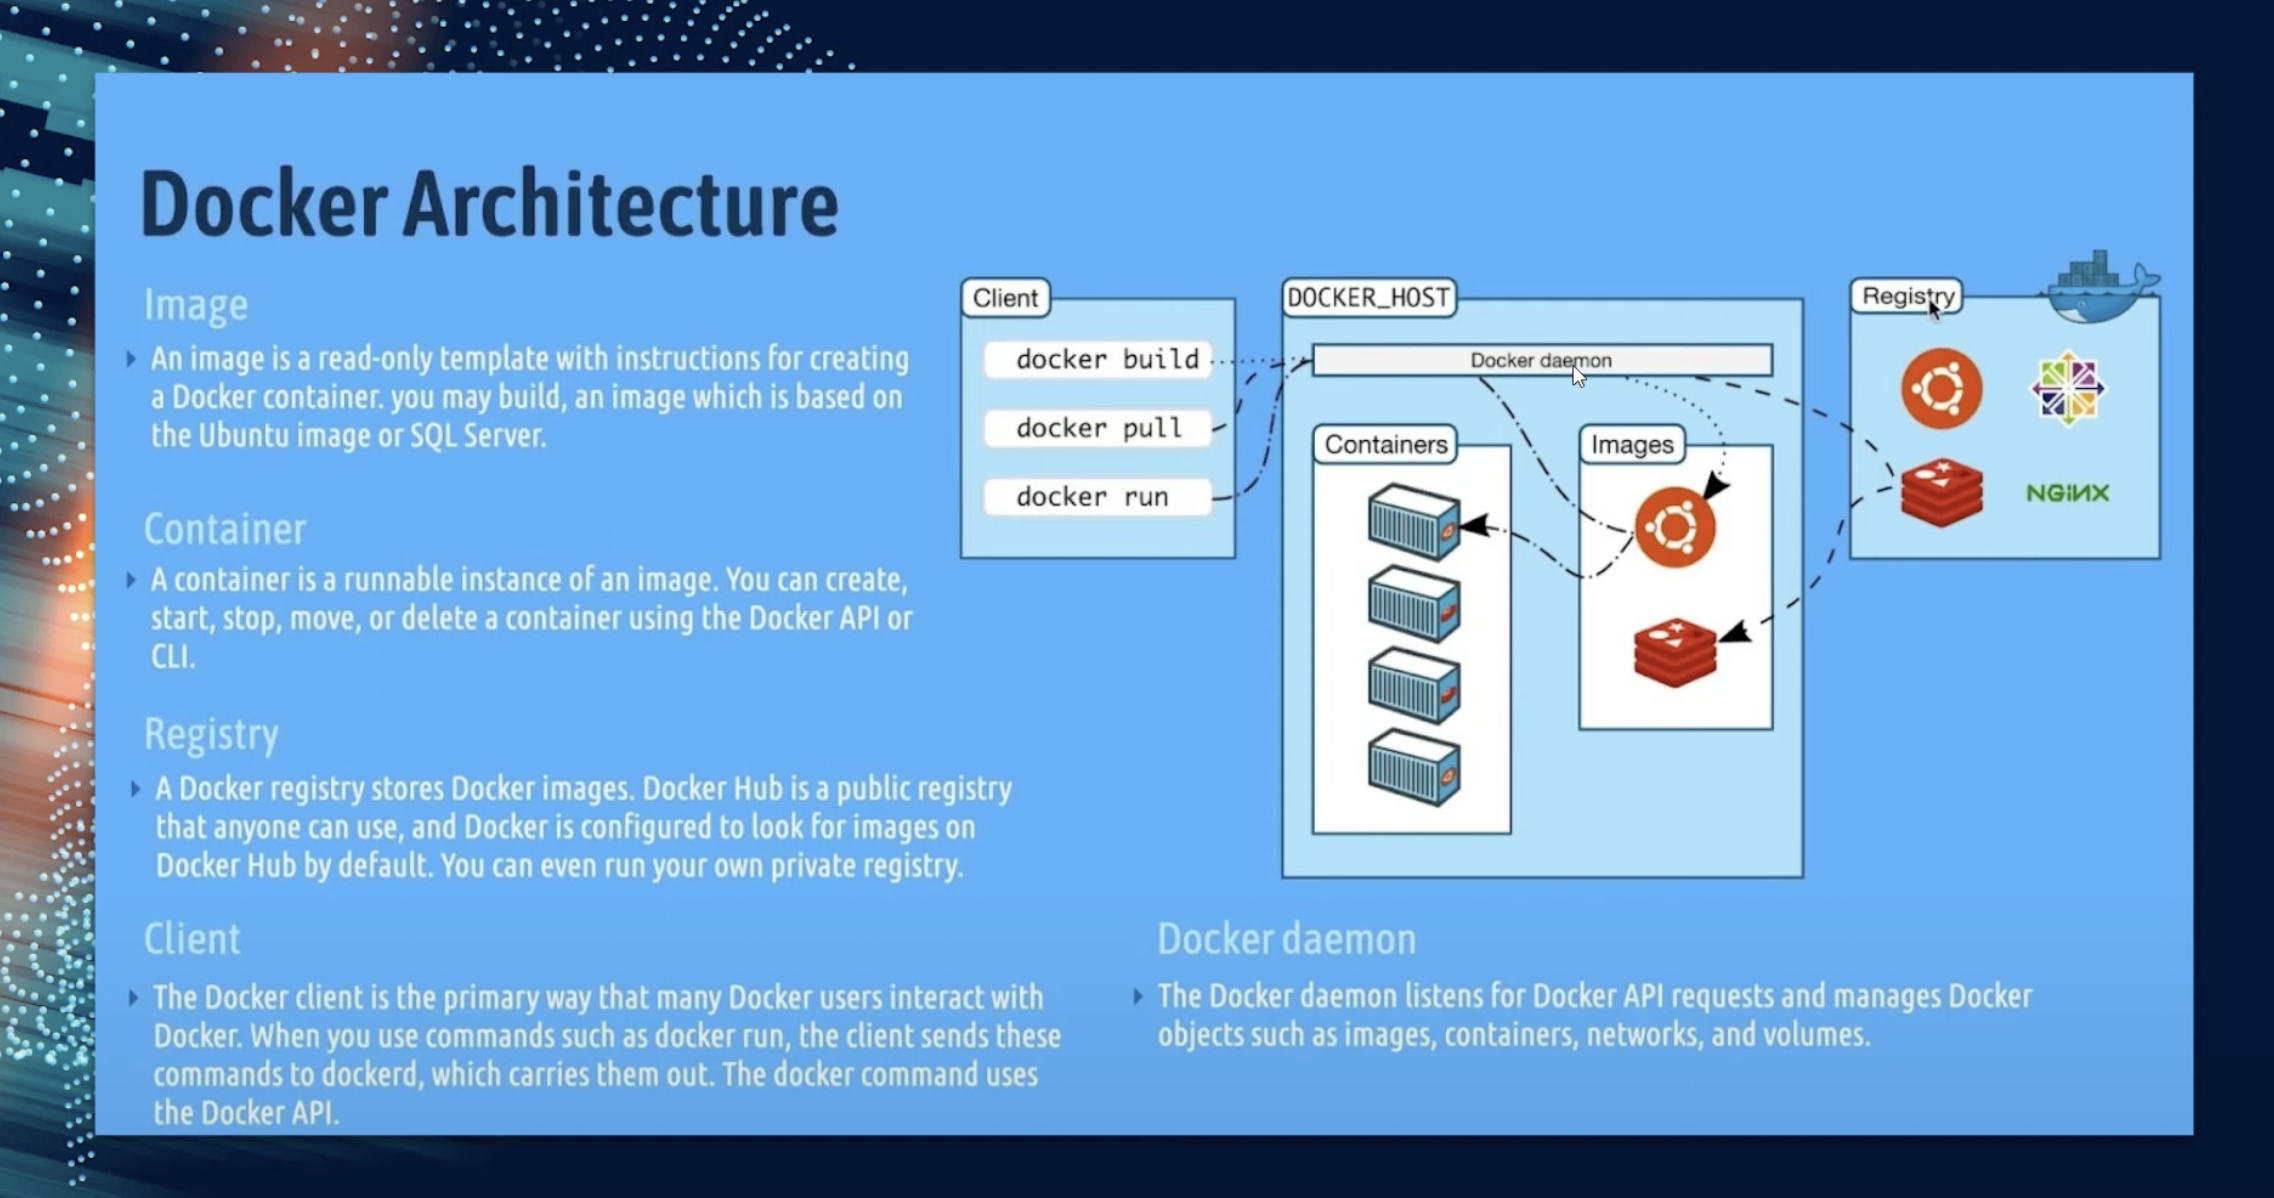 Docker Architecture
Image
An image is a read-only template with instructions for creating
a Docker container. you may build, an image which is based on
the Ubuntu image or SQL Server.
Container
A container is a runnable instance of an image. You can create,
start, stop, move, or delete a container using the Docker API or
CLI.
Registry
A Docker registry stores Docker images. Docker Hub is a public registry
that anyone can use, and Docker is configured to look for images on
Docker Hub by default. You can even run your own private registry.
Client
The Docker client is the primary way that many Docker users interact with
Docker. When you use commands such as docker run, the client sends these
commands to dockerd, which carries them out. The docker command uses
the Docker API.
Client
docker build
docker pull
docker run
DOCKER_HOST
Docker daemon
Containers
Images
Registry
NGINX
Docker daemon
The Docker daemon listens for Docker API requests and manages Docker
objects such as images, containers, networks, and volumes.